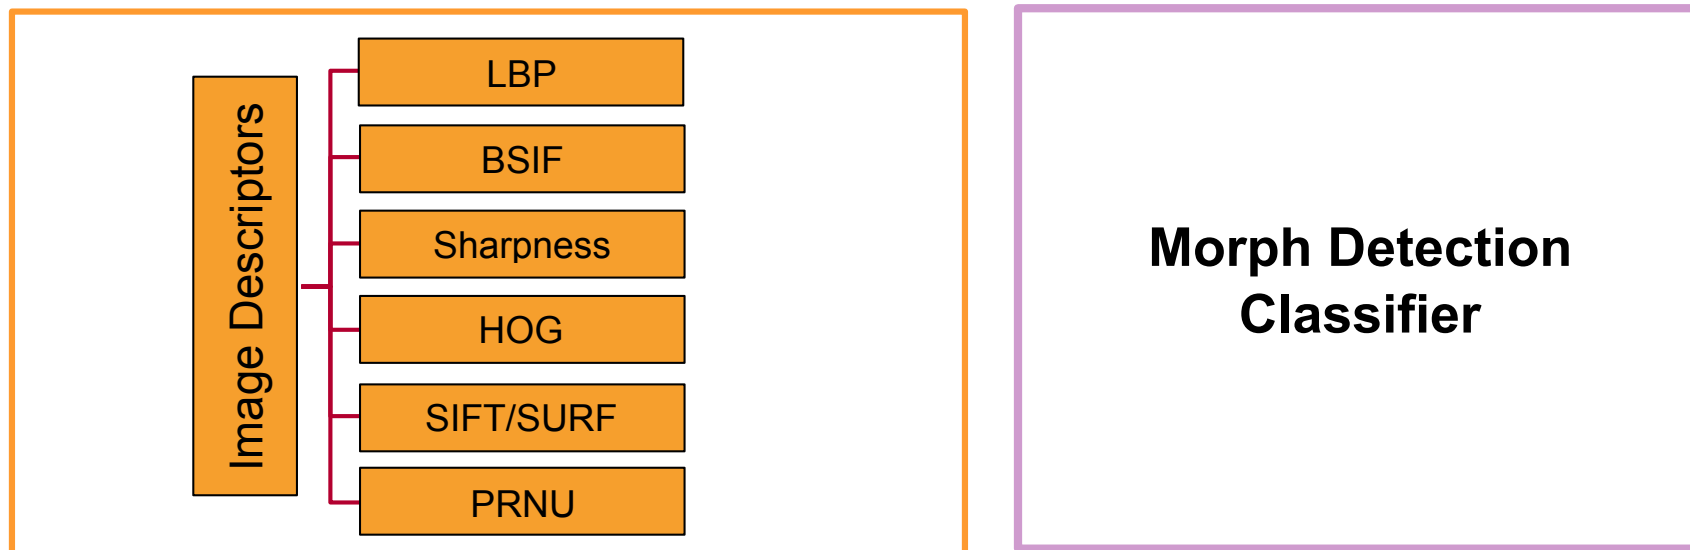 Image Descriptors
LBP
BSIF
Sharpness
HOG
SIFT/SURF
PRNU
Morph Detection
Classifier